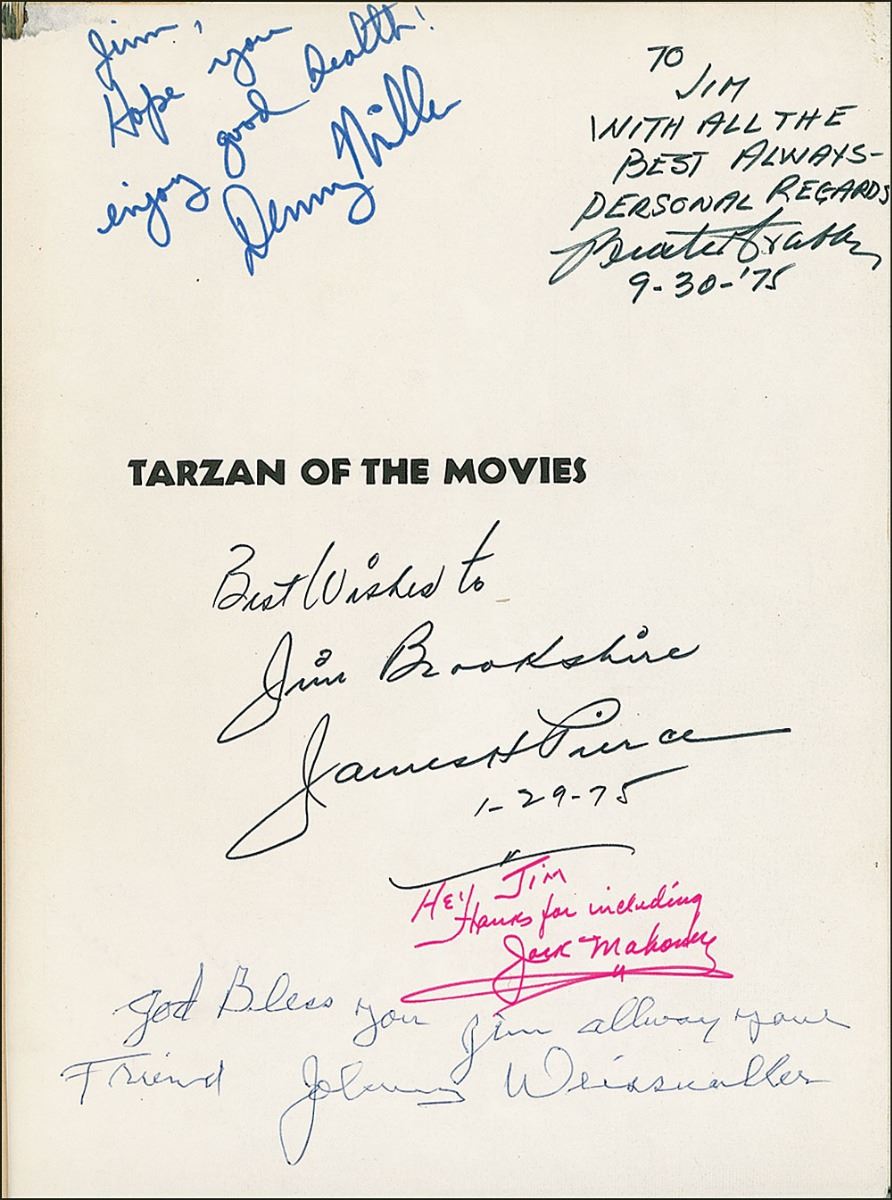 Jim,
Hope you
enjoy good health!
Denny Miller
TO
JIM
WITH ALL THE
BEST ALWAYS-
PERSONAL REGARDS
Buster Crabbe
9-30-'75
TARZAN OF THE MOVIES
Best Wishes to
Jim Brookshire
James H Pierce
1-29-75
Hey Jim
Thanks for including
Jock Mahoney
God Bless you Jim allway your
Friend Johnny Weissmuller